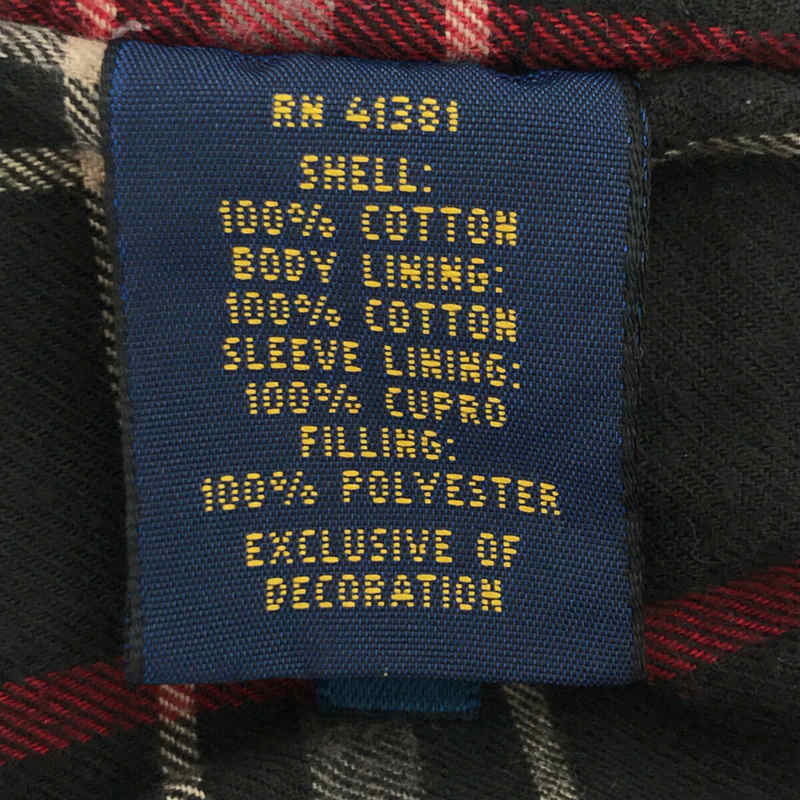 RN 41381
SHELL:
100% COTTON
BODY LINING:
100% COTTON
SLEEVE LINING:
100% CUPRO
FILLING:
100% POLYESTER
EXCLUSIVE OF
DECORATION